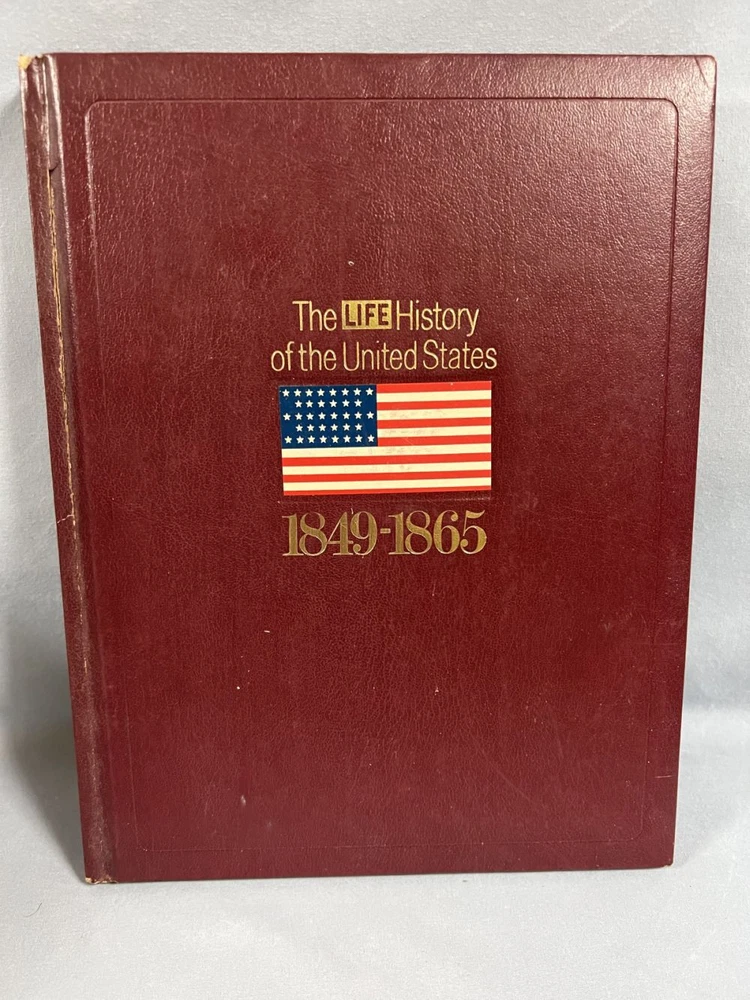 The LIFE History
of the United States
1849-1865